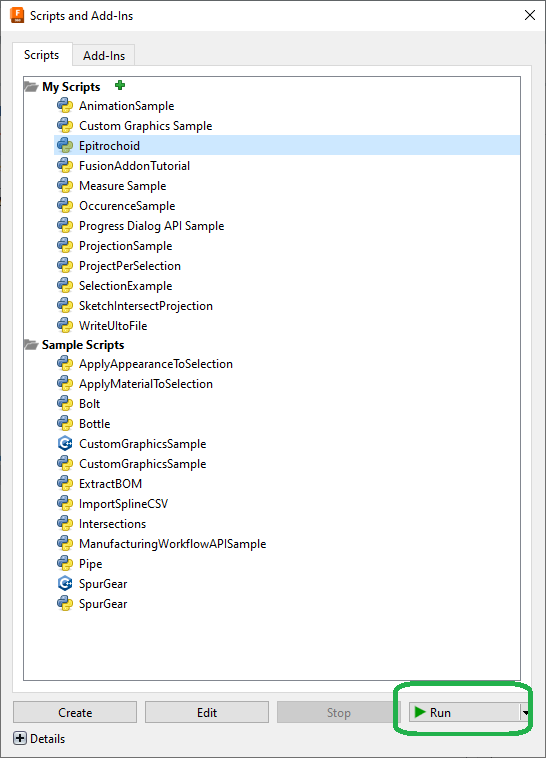 Scripts and Add-Ins
Scripts
Add-Ins
My Scripts
AnimationSample
Custom Graphics Sample
Epitrochoid
FusionAddonTutorial
Measure Sample
OccurenceSample
Progress Dialog API Sample
ProjectionSample
ProjectPerSelection
SelectionExample
SketchIntersectProjection
WriteUItoFile
Sample Scripts
ApplyAppearanceToSelection
ApplyMaterialToSelection
Bolt
Bottle
CustomGraphicsSample
CustomGraphicsSample
ExtractBOM
ImportSplineCSV
Intersections
ManufacturingWorkflowAPISample
Pipe
SpurGear
SpurGear
Create Edit Stop Run
Details